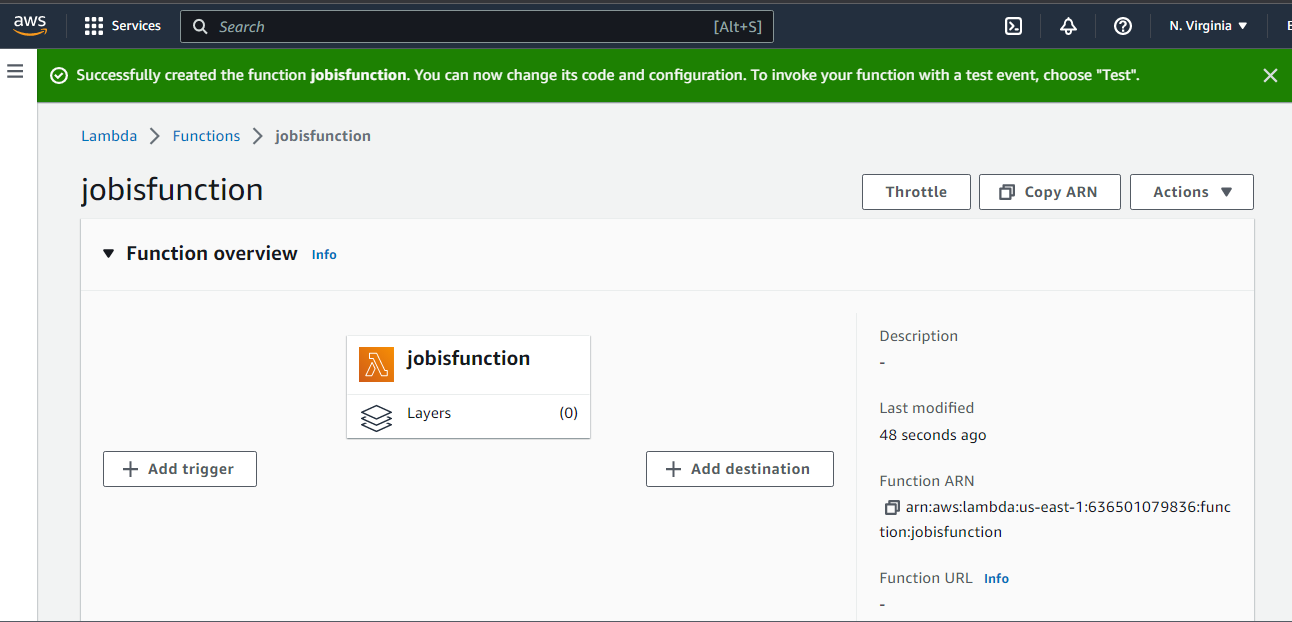 aws Services Search [Alt+S] N. Virginia
Successfully created the function jobisfunction. You can now change its code and configuration. To invoke your function with a test event, choose "Test".
Lambda Functions jobisfunction
jobisfunction
Throttle Copy ARN Actions
Function overview Info
jobisfunction
Layers (0)
Add trigger
Add destination
Description
-
Last modified
48 seconds ago
Function ARN
arn:aws:lambda:us-east-1:636501079836:func
tion:jobisfunction
Function URL Info
-